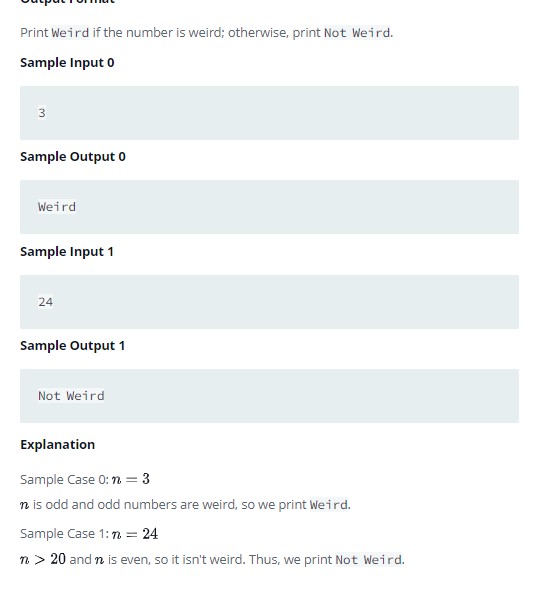 Output Format
Print Weird if the number is weird; otherwise, print Not Weird.
Sample Input 0
3
Sample Output 0
Weird
Sample Input 1
24
Sample Output 1
Not Weird
Explanation
Sample Case 0: n = 3
n is odd and odd numbers are weird, so we print Weird.
Sample Case 1: n = 24
n > 20 and n is even, so it isn't weird. Thus, we print Not Weird.